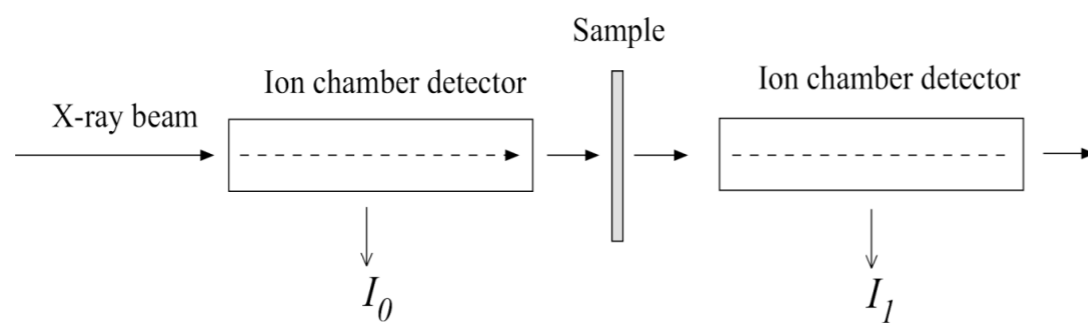 Sample
Ion chamber detector
Ion chamber detector
X-ray beam
I0
I1